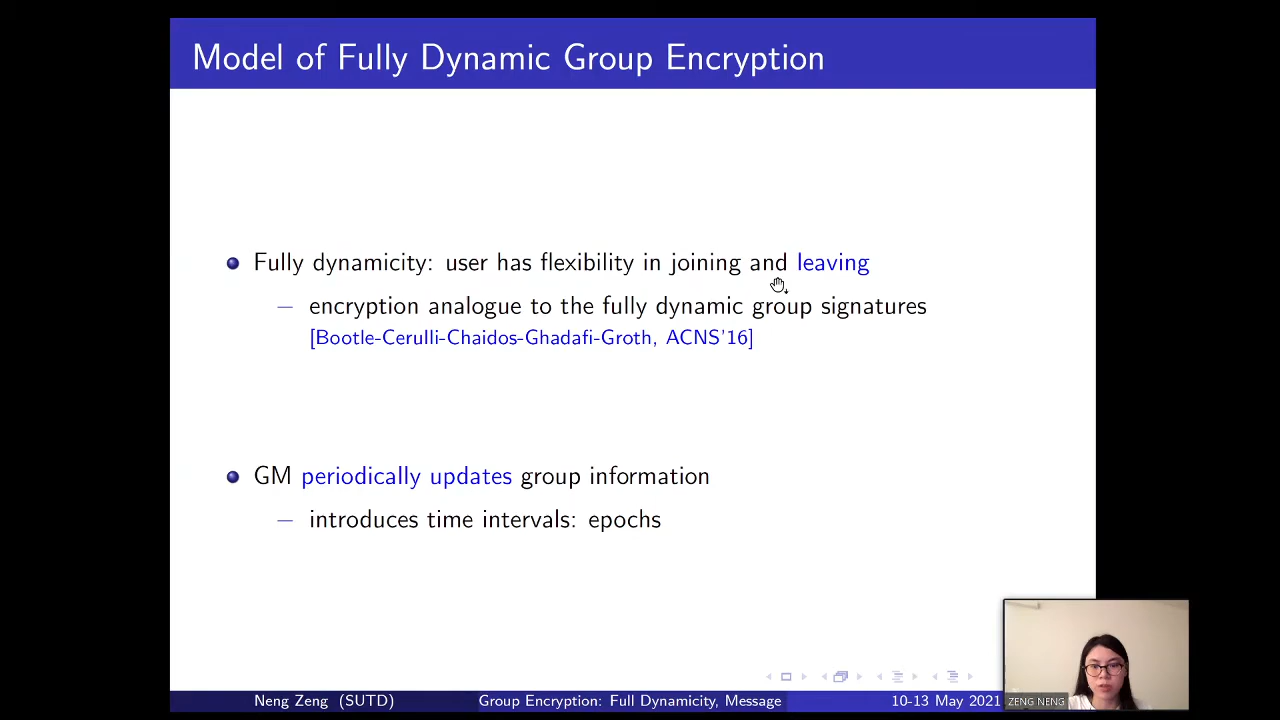 Model of Fully Dynamic Group Encryption
Fully dynamicity: user has flexibility in joining and leaving
– encryption analogue to the fully dynamic group signatures
[Bootle-Cerulli-Chaidos-Ghadafi-Groth, ACNS'16]
GM periodically updates group information
– introduces time intervals: epochs
Neng Zeng (SUTD) Group Encryption: Full Dynamicity, Message 10-13 May 2021
ZENG NENG